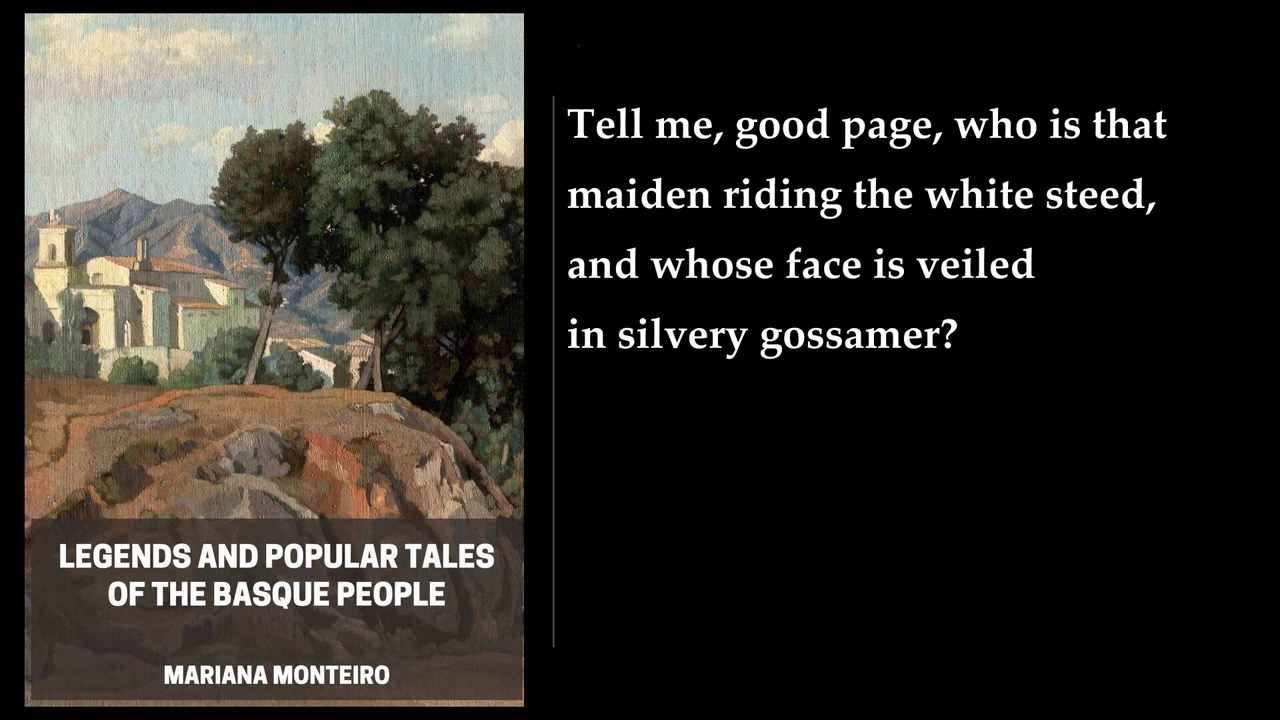 Tell me, good page, who is that
maiden riding the white steed,
and whose face is veiled
in silvery gossamer?
LEGENDS AND POPULAR TALES
OF THE BASQUE PEOPLE
MARIANA MONTEIRO